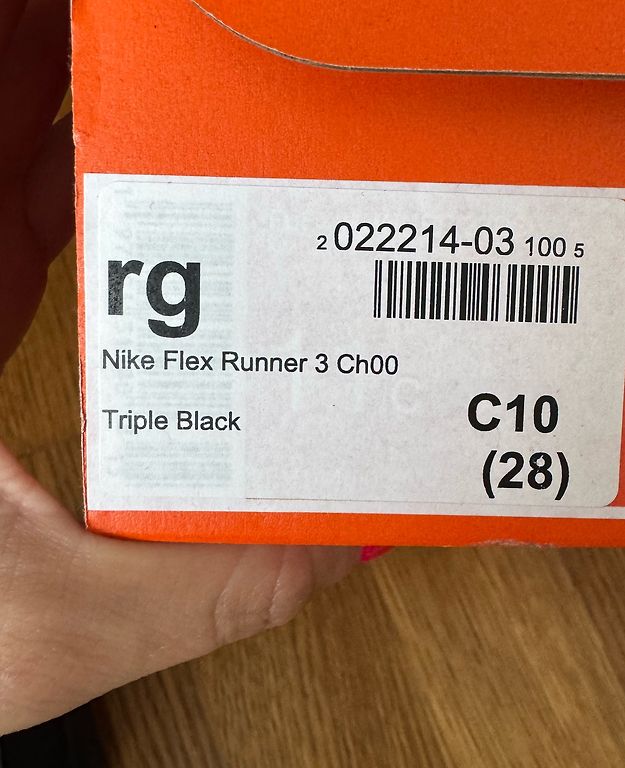 2 022214-03 100 5
rg
Nike Flex Runner 3 Ch00
Triple Black
C10
(28)